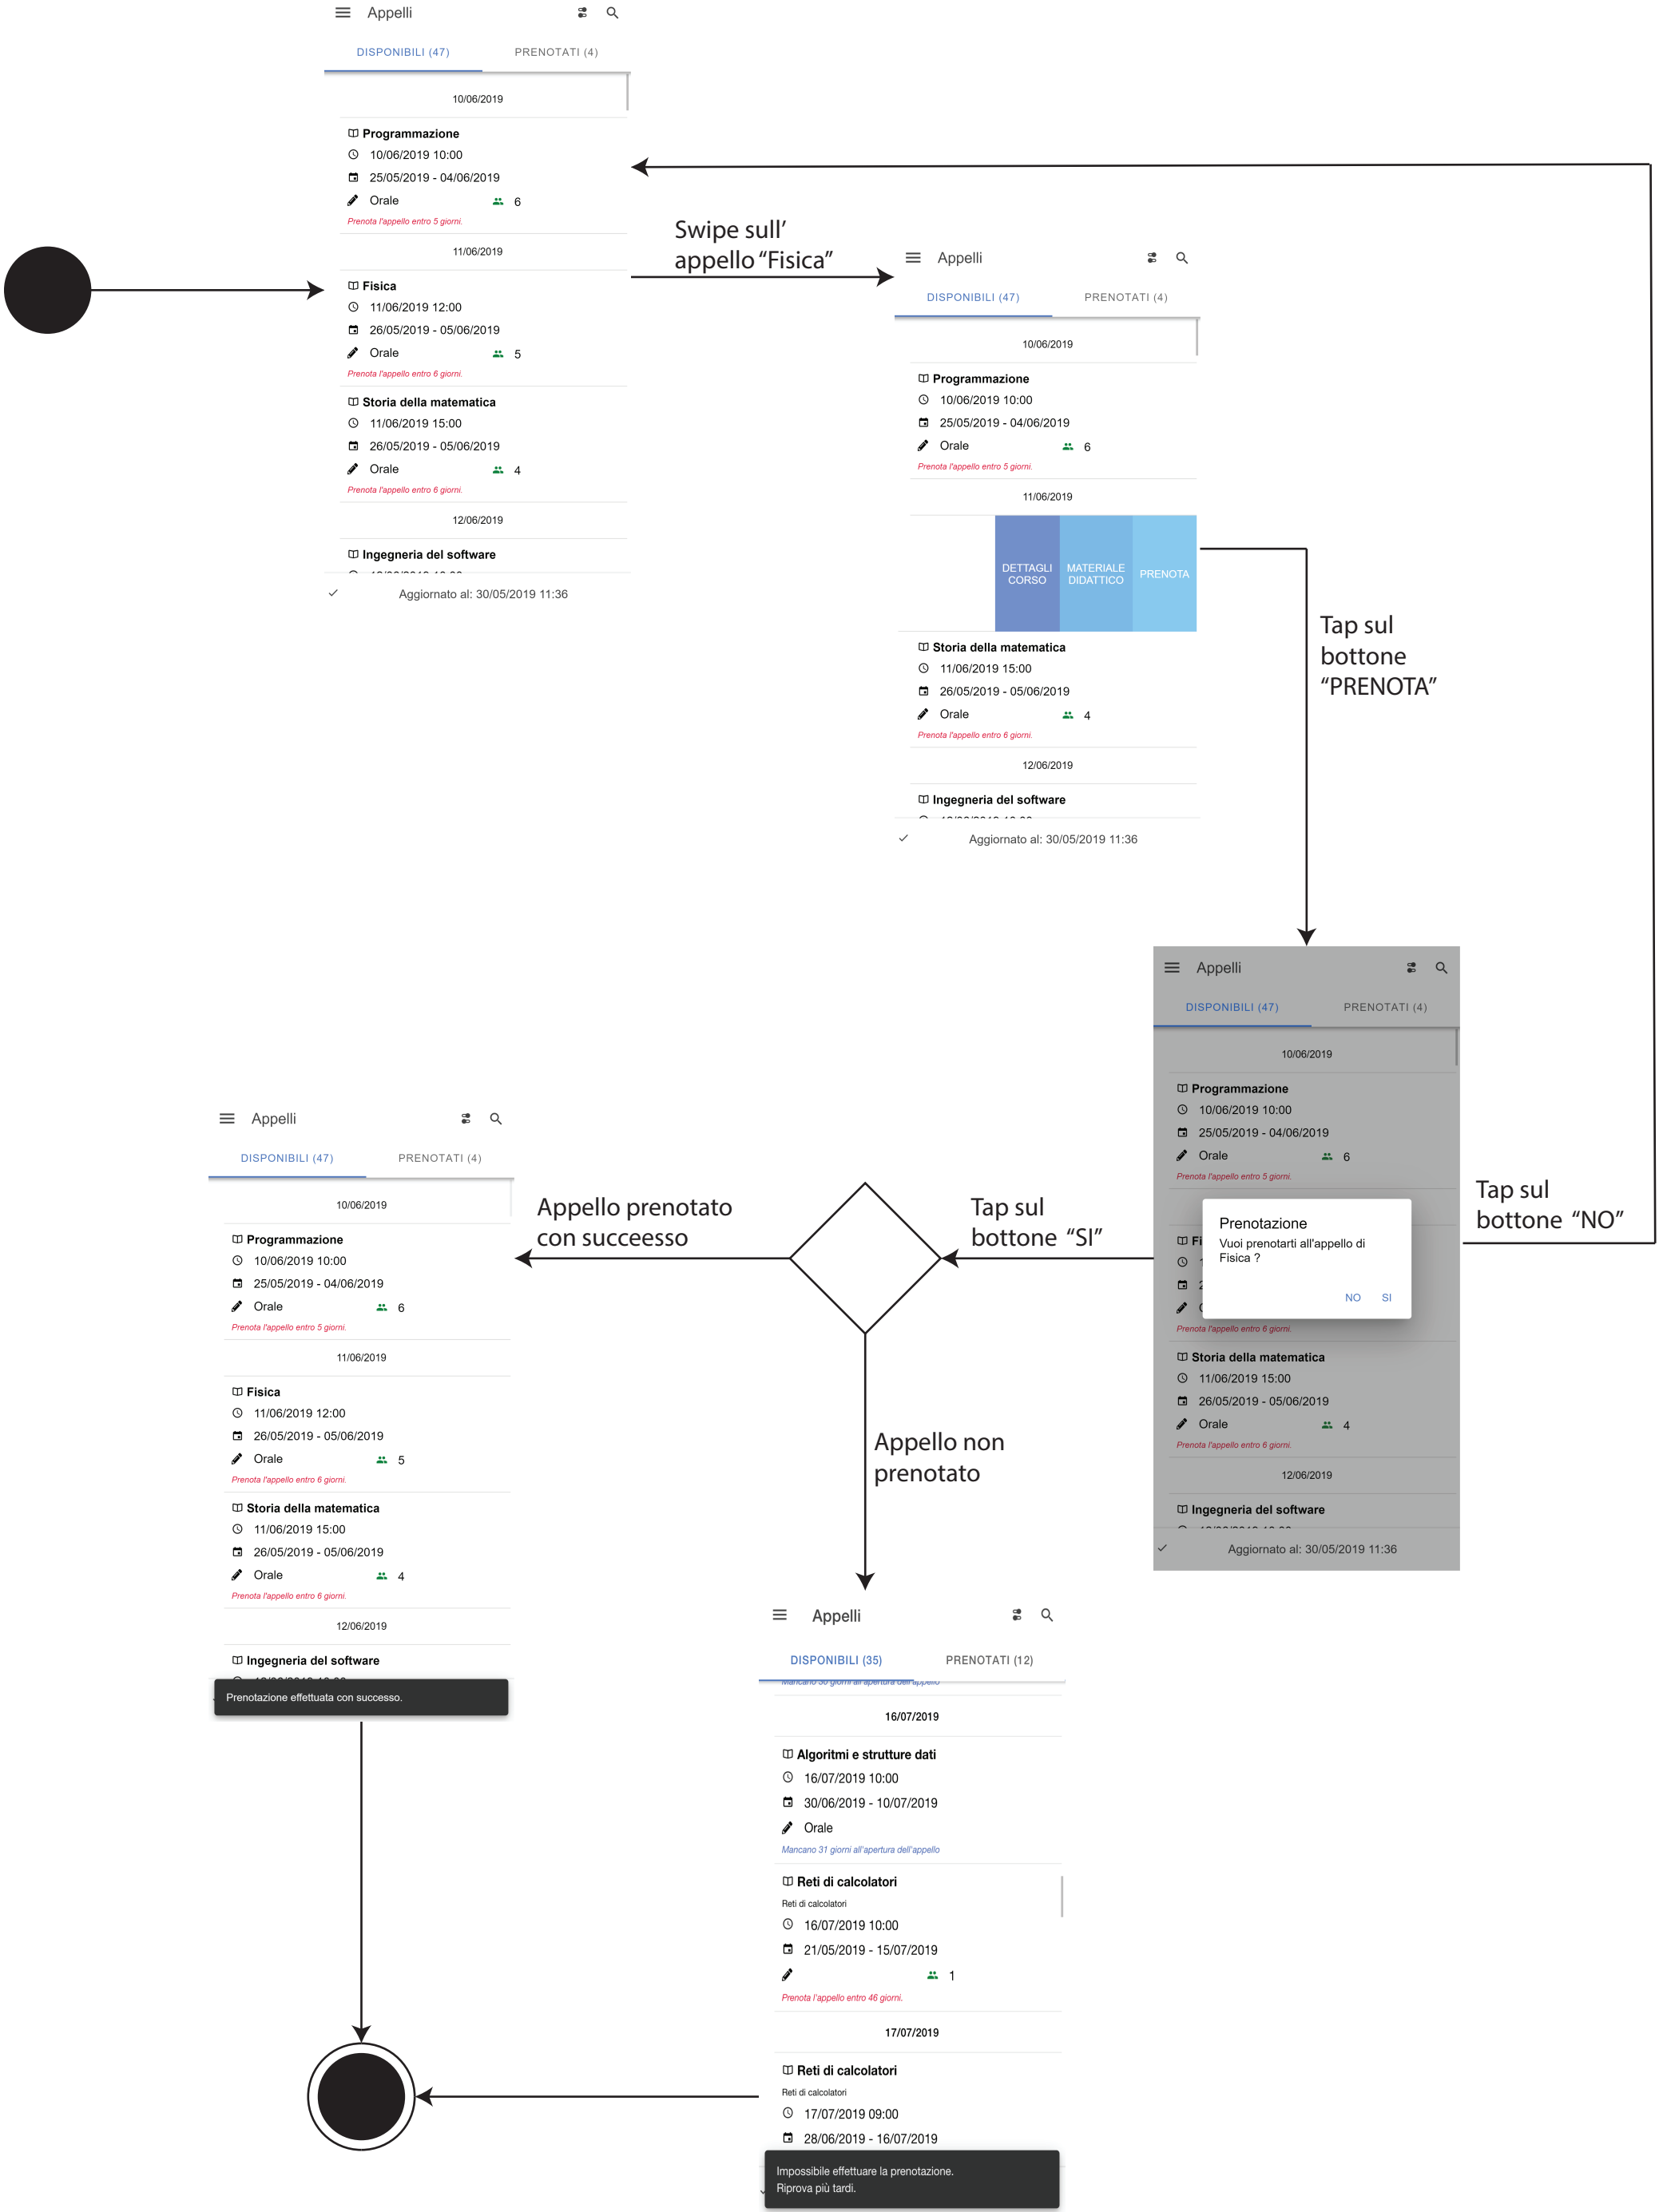 Appelli
DISPONIBILI (47) PRENOTATI (4)
10/06/2019
Programmazione
10/06/2019 10:00
25/05/2019 - 04/06/2019
Orale 6
Prenota l'appello entro 5 giorni.
11/06/2019
Fisica
11/06/2019 12:00
26/05/2019 - 05/06/2019
Orale 5
Prenota l'appello entro 6 giorni.
Storia della matematica
11/06/2019 15:00
26/05/2019 - 05/06/2019
Orale 4
Prenota l'appello entro 6 giorni.
12/06/2019
Ingegneria del software
Aggiornato al: 30/05/2019 11:36
Swipe sull'
appello “Fisica”
Appelli
DISPONIBILI (47) PRENOTATI (4)
10/06/2019
Programmazione
10/06/2019 10:00
25/05/2019 - 04/06/2019
Orale 6
Prenota l'appello entro 5 giorni.
11/06/2019
DETTAGLI
CORSO
MATERIALE
DIDATTICO
PRENOTA
Storia della matematica
11/06/2019 15:00
26/05/2019 - 05/06/2019
Orale 4
Prenota l'appello entro 6 giorni.
12/06/2019
Ingegneria del software
Aggiornato al: 30/05/2019 11:36
Tap sul
bottone
“PRENOTA”
Appelli
DISPONIBILI (47) PRENOTATI (4)
10/06/2019
Programmazione
10/06/2019 10:00
25/05/2019 - 04/06/2019
Orale 6
Prenota l'appello entro 5 giorni.
Prenotazione
Vuoi prenotarti all'appello di
Fisica ?
NO SI
Prenota l'appello entro 6 giorni.
Storia della matematica
11/06/2019 15:00
26/05/2019 - 05/06/2019
Orale 4
Prenota l'appello entro 6 giorni.
12/06/2019
Ingegneria del software
Aggiornato al: 30/05/2019 11:36
Tap sul
bottone “NO”
Tap sul
bottone “SI”
Appello prenotato
con succeesso
Appello non
prenotato
Appelli
DISPONIBILI (47) PRENOTATI (4)
10/06/2019
Programmazione
10/06/2019 10:00
25/05/2019 - 04/06/2019
Orale 6
Prenota l'appello entro 5 giorni.
11/06/2019
Fisica
11/06/2019 12:00
26/05/2019 - 05/06/2019
Orale 5
Prenota l'appello entro 6 giorni.
Storia della matematica
11/06/2019 15:00
26/05/2019 - 05/06/2019
Orale 4
Prenota l'appello entro 6 giorni.
12/06/2019
Ingegneria del software
Prenotazione effettuata con successo.
Appelli
DISPONIBILI (35) PRENOTATI (12)
Mancano 30 giorni all'apertura dell'appello
16/07/2019
Algoritmi e strutture dati
16/07/2019 10:00
30/06/2019 - 10/07/2019
Orale
Mancano 31 giorni all'apertura dell'appello
Reti di calcolatori
Reti di calcolatori
16/07/2019 10:00
21/05/2019 - 15/07/2019
1
Prenota l'appello entro 46 giorni.
17/07/2019
Reti di calcolatori
Reti di calcolatori
17/07/2019 09:00
28/06/2019 - 16/07/2019
Impossibile effettuare la prenotazione.
Riprova più tardi.